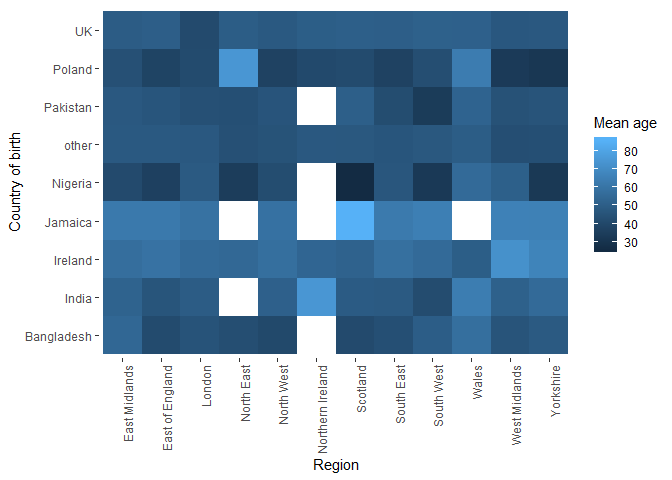 UK
Poland
Pakistan
other
Nigeria
Jamaica
Ireland
India
Bangladesh
Country of birth
East Midlands
East of England
London
North East
North West
Northern Ireland
Scotland
South East
South West
Wales
West Midlands
Yorkshire
Region
Mean age
80
70
60
50
40
30